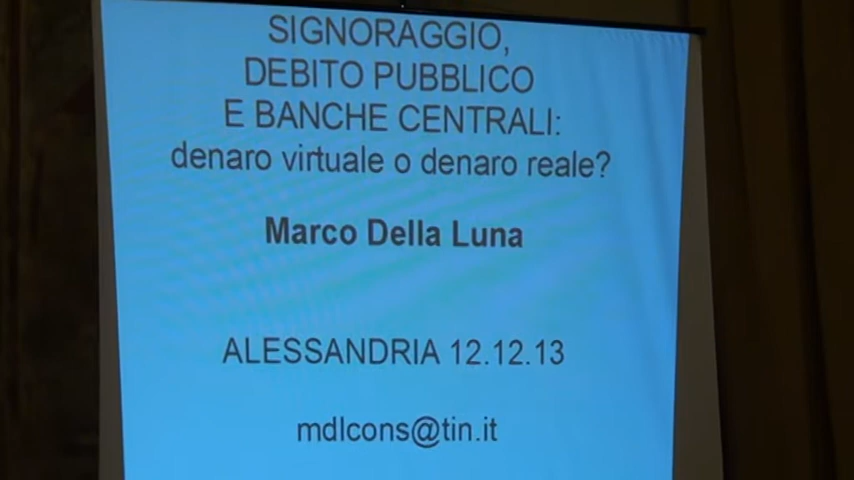 SIGNORAGGIO,
DEBITO PUBBLICO
E BANCHE CENTRALI:
denaro virtuale o denaro reale?
Marco Della Luna
ALESSANDRIA 12.12.13
mdlcons@tin.it